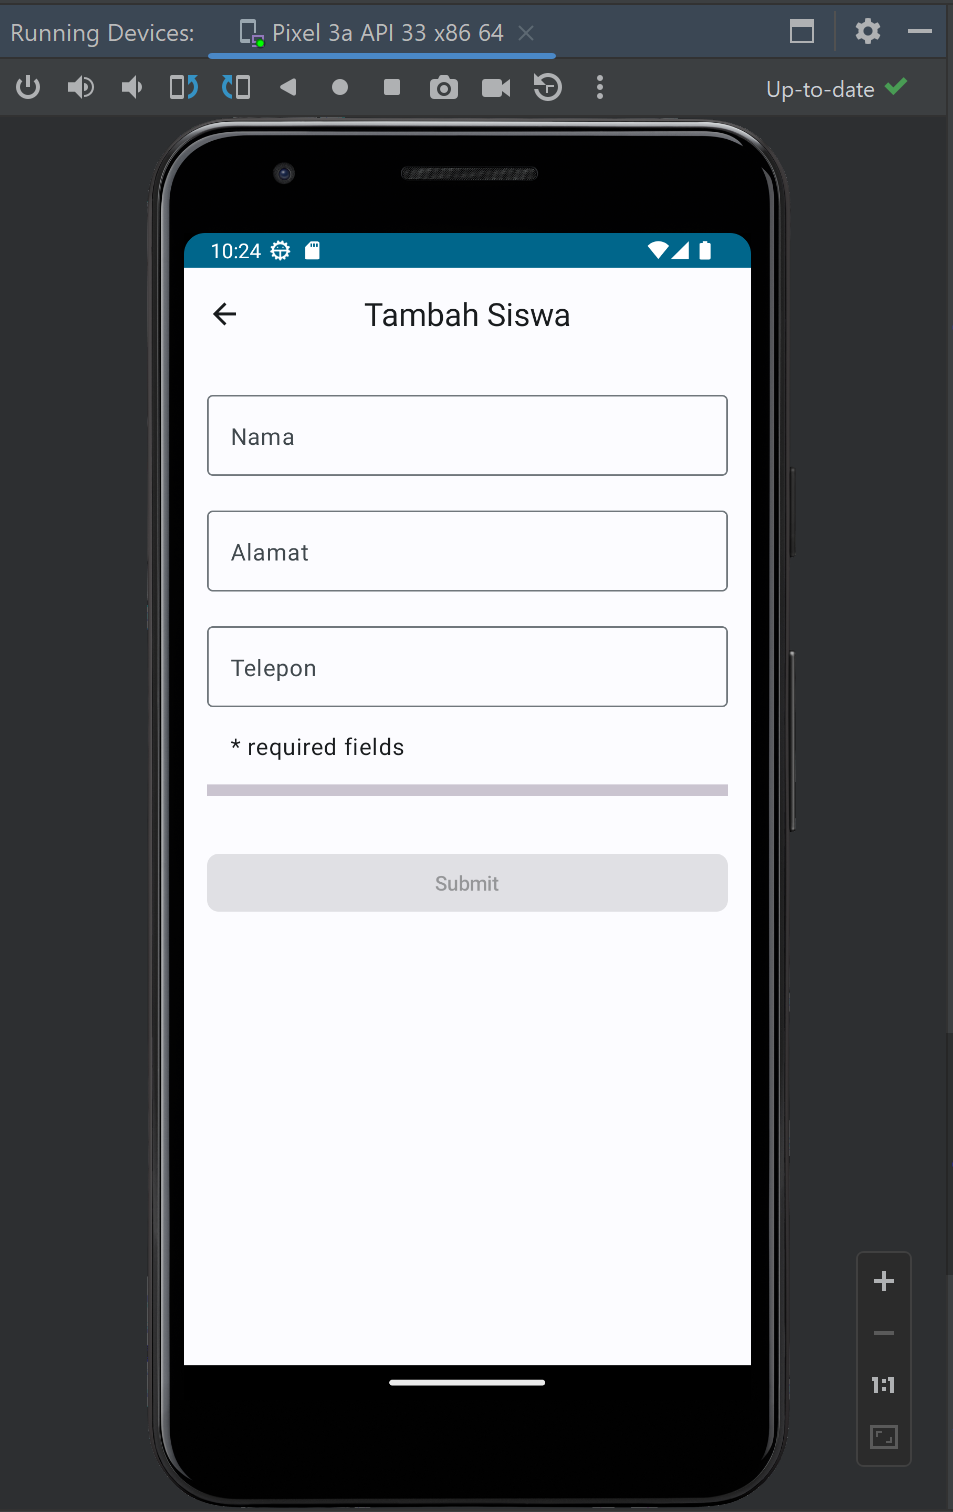 Running Devices: Pixel 3a API 33 x86 64
Up-to-date
10:24
Tambah Siswa
Nama
Alamat
Telepon
* required fields
Submit
1:1